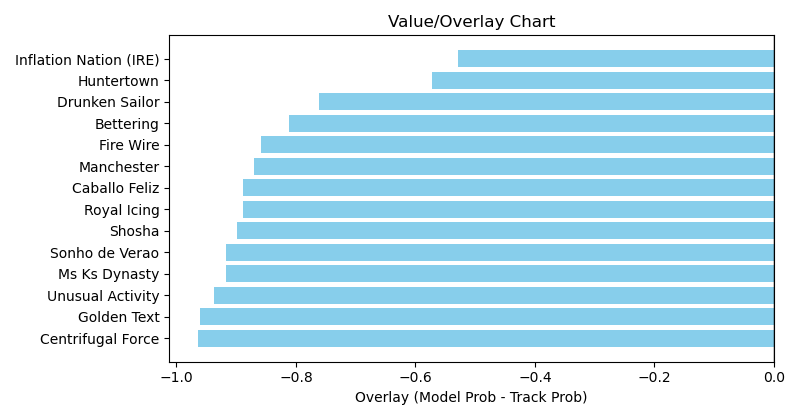 Value/Overlay Chart
Inflation Nation (IRE)
Huntertown
Drunken Sailor
Bettering
Fire Wire
Manchester
Caballo Feliz
Royal Icing
Shosha
Sonho de Verao
Ms Ks Dynasty
Unusual Activity
Golden Text
Centrifugal Force
−1.0 −0.8 −0.6 −0.4 −0.2 0.0
Overlay (Model Prob - Track Prob)